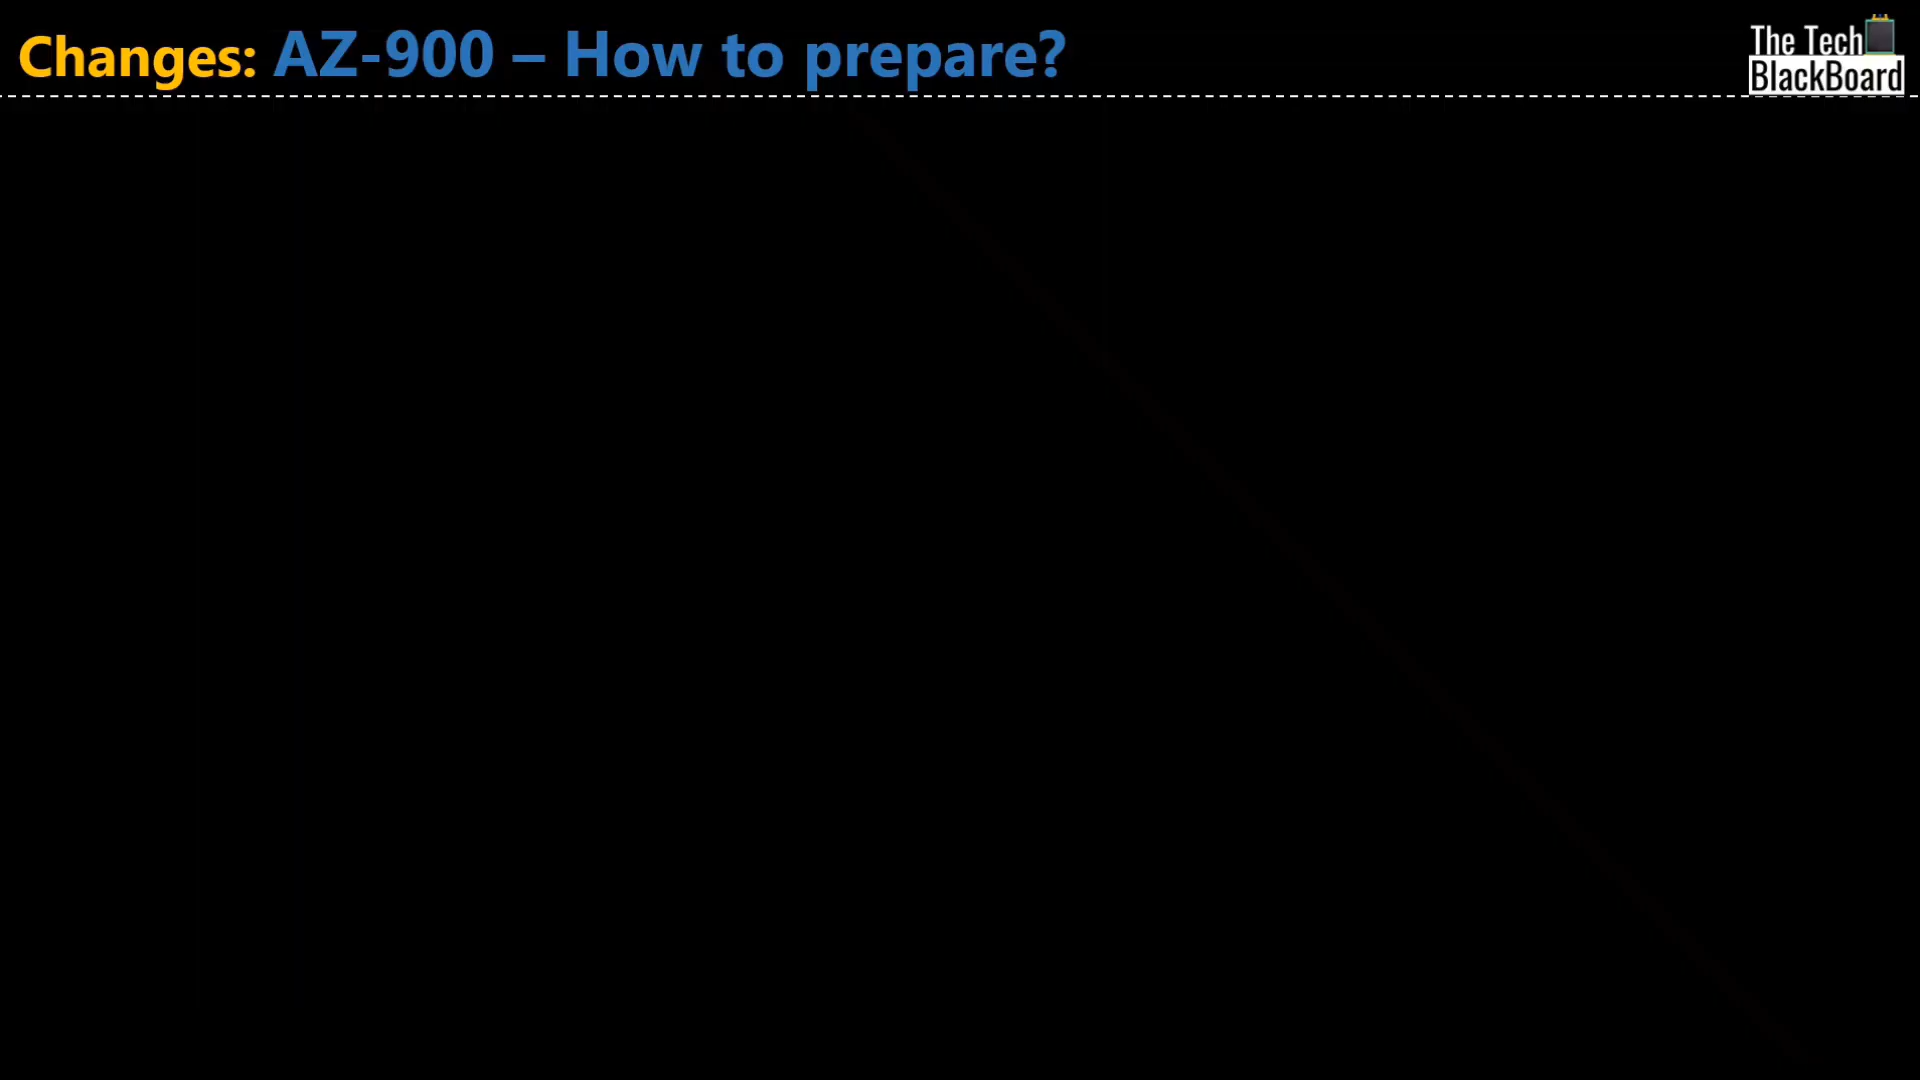 Changes: AZ-900 – How to prepare?
The Tech
BlackBoard